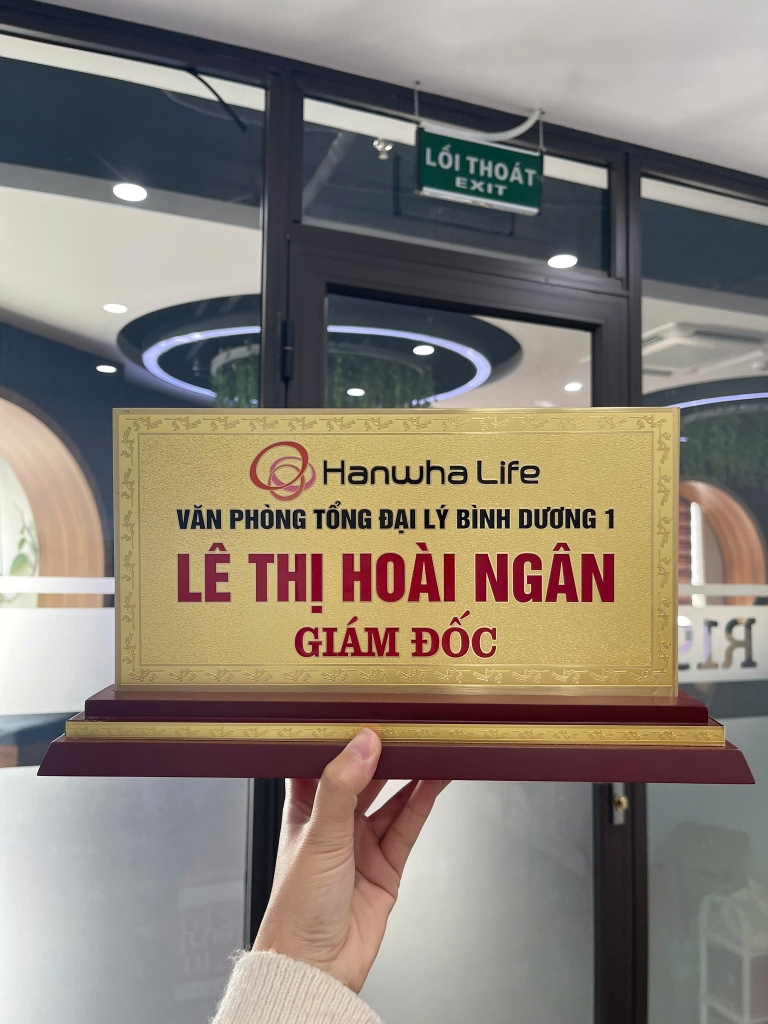 LỐI THOÁT
EXIT
Hanwha Life
VĂN PHÒNG TỔNG ĐẠI LÝ BÌNH DƯƠNG 1
LÊ THỊ HOÀI NGÂN
GIÁM ĐỐC